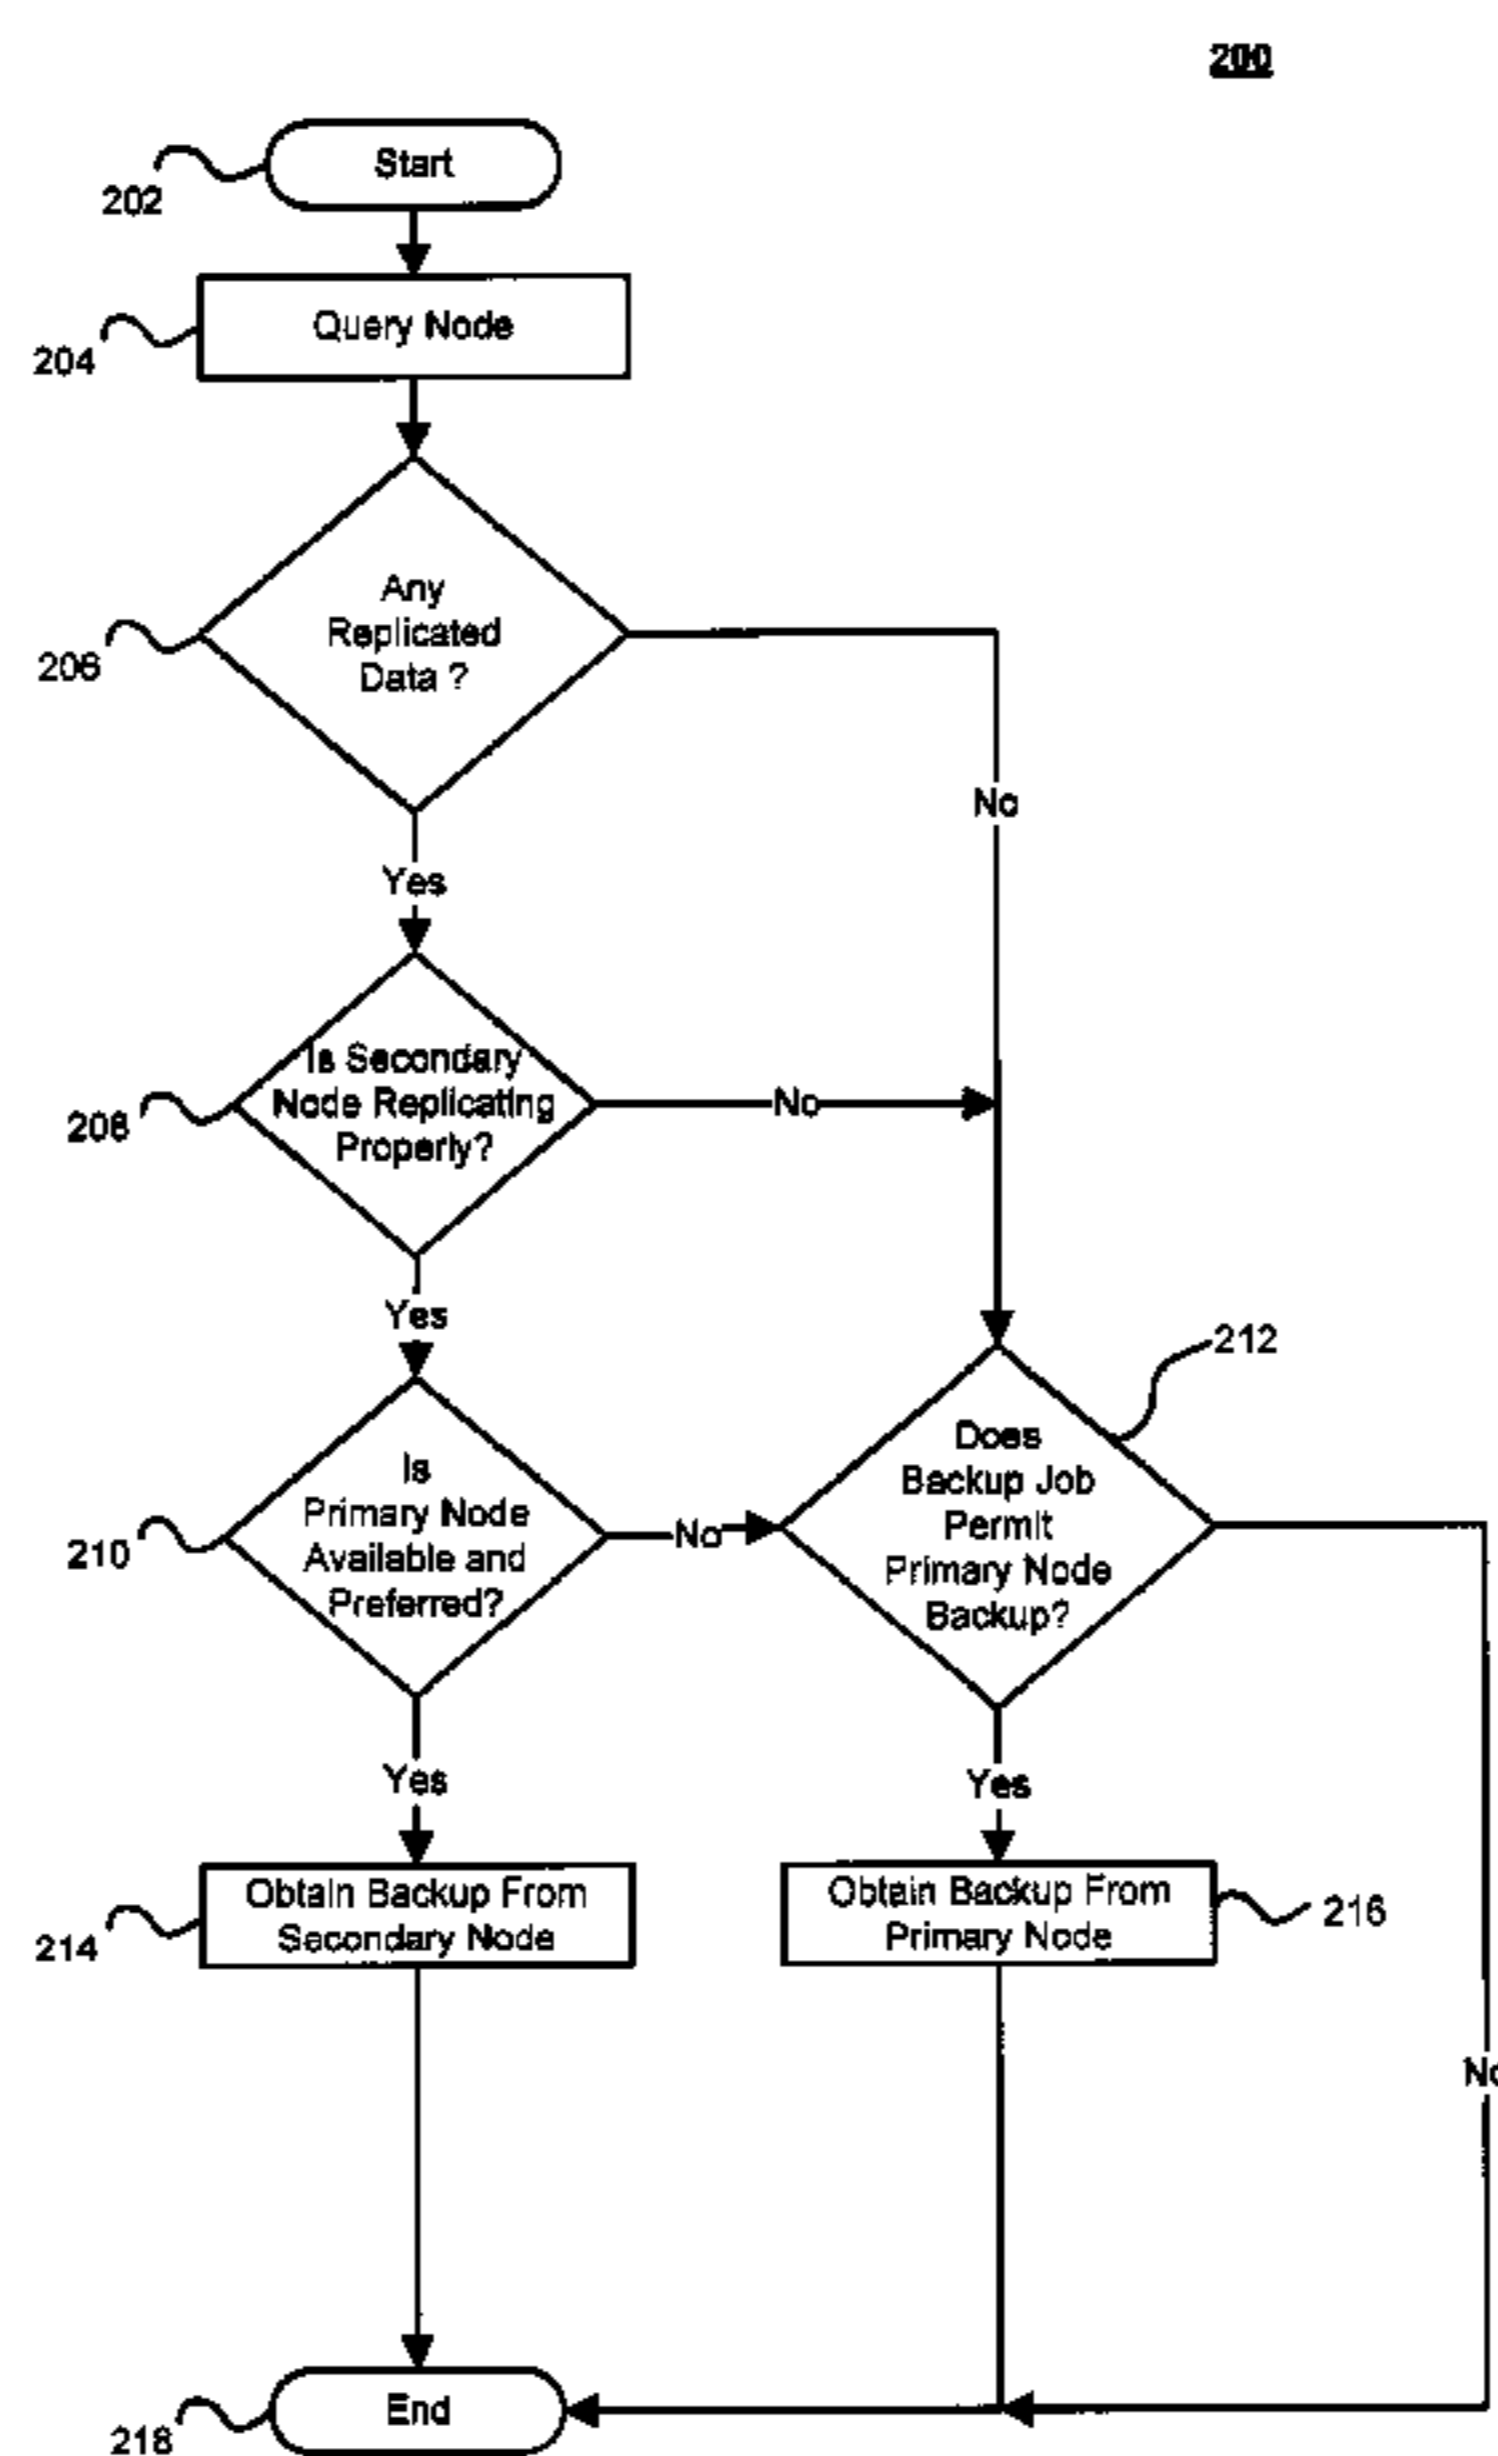 200
Start
202
Query Node
204
Any
Replicated
Data ?
206
No
Yes
Is Secondary
Node Replicating
Properly?
208
No
Yes
212
Is
Primary Node
Available and
Preferred?
210
No
Does
Backup Job
Permit
Primary Node
Backup?
Yes
Yes
Obtain Backup From
Secondary Node
214
Obtain Backup From
Primary Node
216
No
End
218